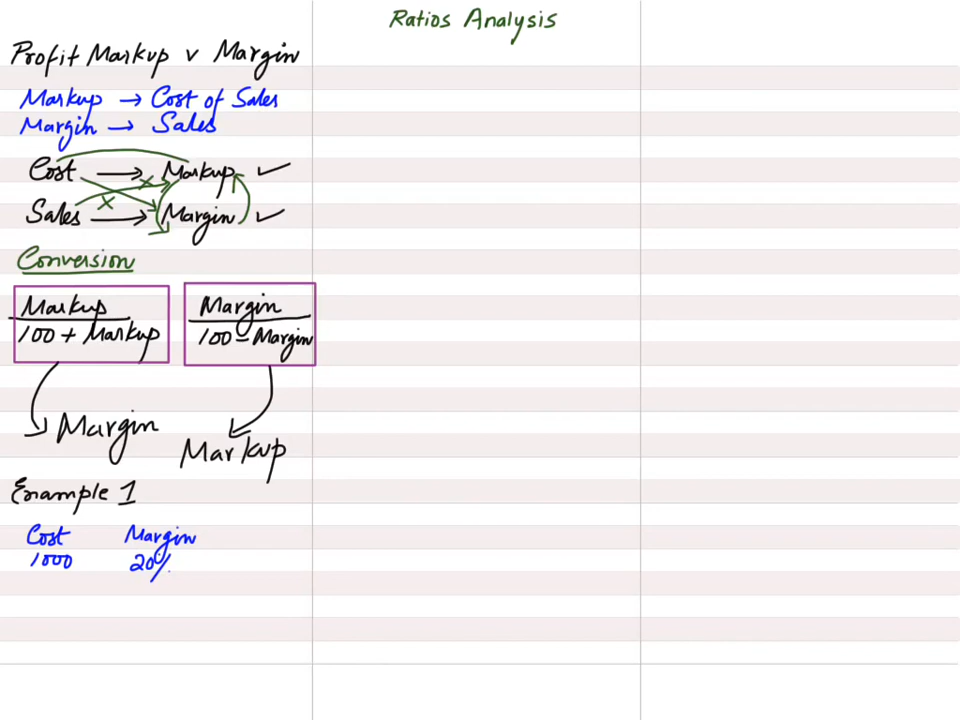 Ratios Analysis
Profit Markup v Margin
Markup → Cost of Sales
Margin → Sales
Cost → Markup ✓
Sales → Margin ✓
Conversion
Markup
100 + Markup
Margin
100 - Margin
Margin
Markup
Example 1
Cost Margin
1000 20%